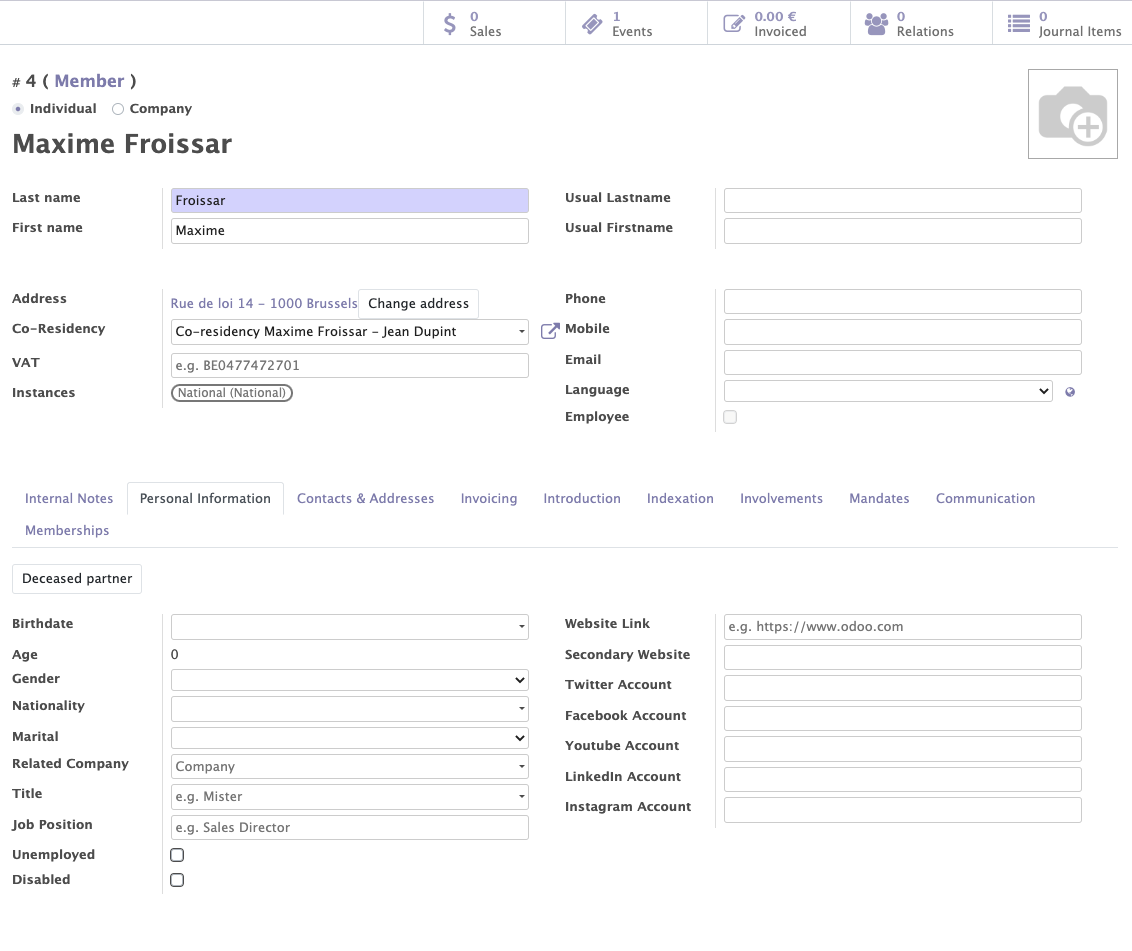 0
Sales
1
Events
0.00 €
Invoiced
0
Relations
0
Journal Items
# 4 ( Member )
Individual Company
Maxime Froissar
Last name Froissar Usual Lastname
First name Maxime Usual Firstname
Address Rue de loi 14 - 1000 Brussels Change address Phone
Co-Residency Co-residency Maxime Froissar - Jean Dupint Mobile
VAT e.g. BE0477472701 Email
Instances National (National) Language
Employee
Internal Notes Personal Information Contacts & Addresses Invoicing Introduction Indexation Involvements Mandates Communication
Memberships
Deceased partner
Birthdate Website Link e.g. https://www.odoo.com
Age 0 Secondary Website
Gender Twitter Account
Nationality Facebook Account
Marital Youtube Account
Related Company Company LinkedIn Account
Title e.g. Mister Instagram Account
Job Position e.g. Sales Director
Unemployed
Disabled